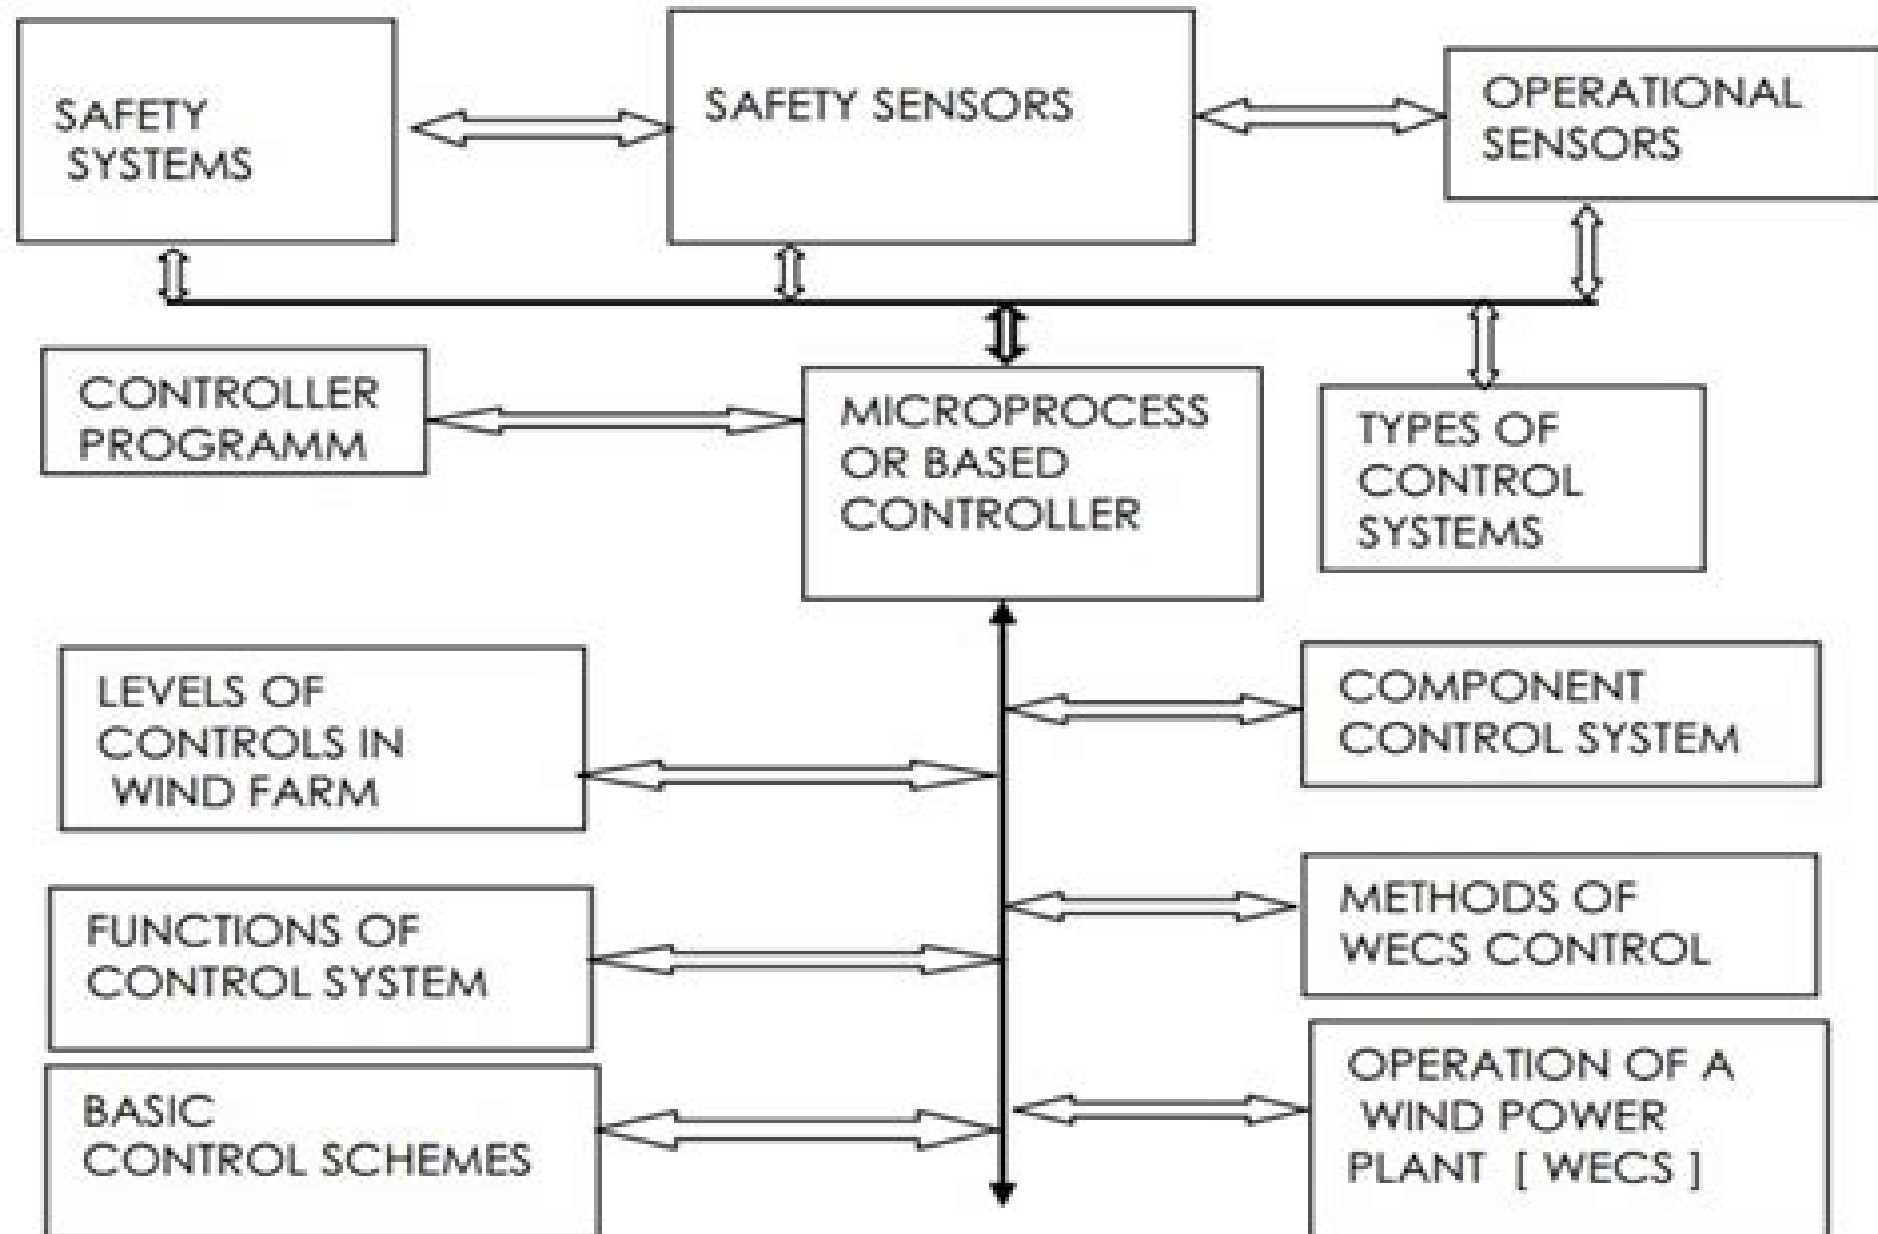 SAFETY
SYSTEMS
SAFETY SENSORS
OPERATIONAL
SENSORS
CONTROLLER
PROGRAMM
MICROPROCESS
OR BASED
CONTROLLER
TYPES OF
CONTROL
SYSTEMS
LEVELS OF
CONTROLS IN
WIND FARM
COMPONENT
CONTROL SYSTEM
FUNCTIONS OF
CONTROL SYSTEM
METHODS OF
WECS CONTROL
BASIC
CONTROL SCHEMES
OPERATION OF A
WIND POWER
PLANT [ WECS ]